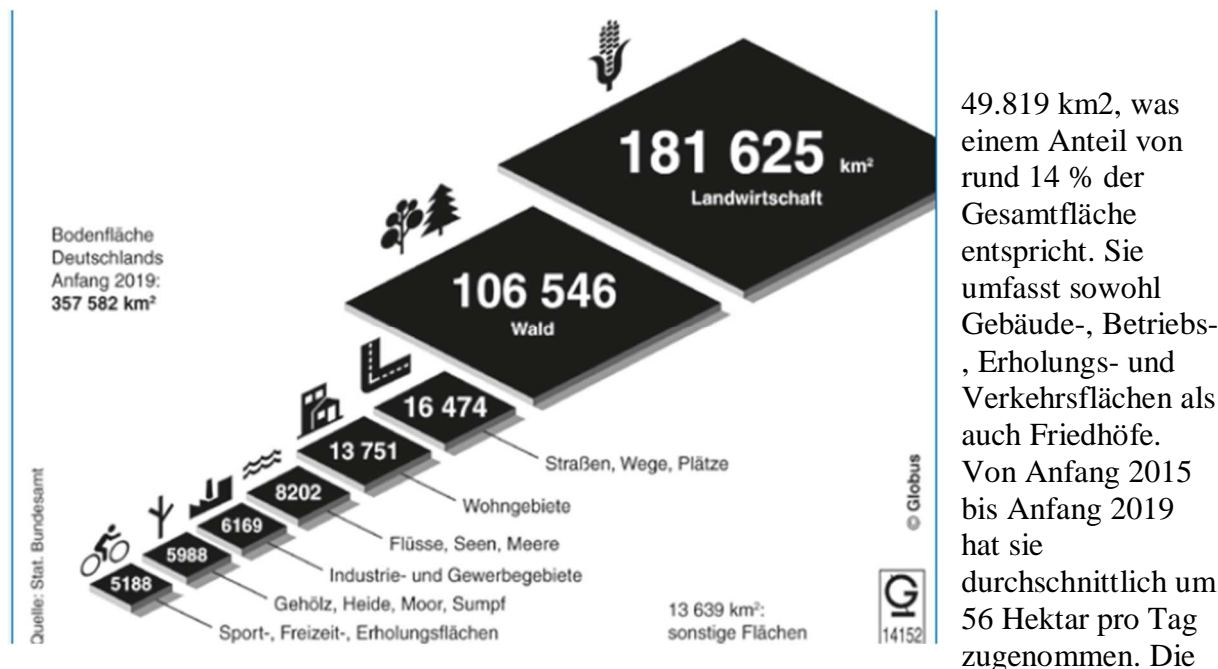 181 625 km²
Landwirtschaft
Bodenfläche
Deutschlands
Anfang 2019:
357 582 km²
106 546
Wald
16 474
Straßen, Wege, Plätze
13 751
Wohngebiete
8202
Flüsse, Seen, Meere
6169
Industrie- und Gewerbegebiete
5988
Gehölz, Heide, Moor, Sumpf
5188
Sport-, Freizeit-, Erholungsflächen
13 639 km²:
sonstige Flächen
Quelle: Stat. Bundesamt
© Globus
G
14152
49.819 km2, was
einem Anteil von
rund 14 % der
Gesamtfläche
entspricht. Sie
umfasst sowohl
Gebäude-, Betriebs-
, Erholungs- und
Verkehrsflächen als
auch Friedhöfe.
Von Anfang 2015
bis Anfang 2019
hat sie
durchschnittlich um
56 Hektar pro Tag
zugenommen. Die